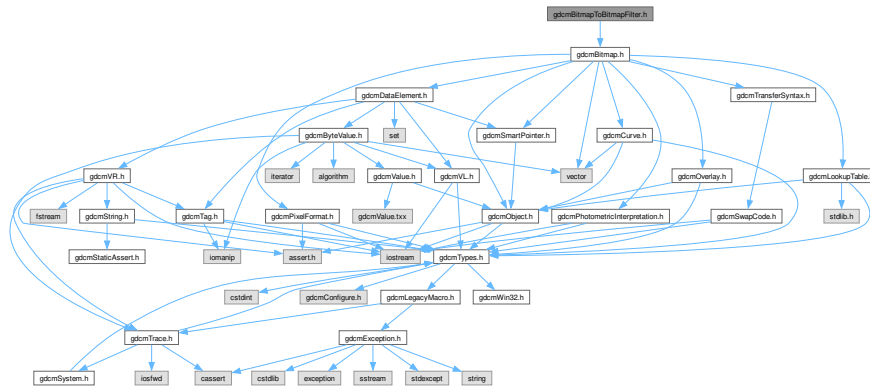 gdcmBitmapToBitmapFilter.h
gdcmBitmap.h
gdcmDataElement.h
gdcmTransferSyntax.h
gdcmByteValue.h
set
gdcmSmartPointer.h
gdcmCurve.h
gdcmVR.h
iterator
algorithm
gdcmValue.h
gdcmVL.h
vector
gdcmOverlay.h
gdcmLookupTable.h
fstream
gdcmString.h
gdcmTag.h
gdcmPixelFormat.h
gdcmValue.txx
gdcmObject.h
gdcmPhotometricInterpretation.h
gdcmSwapCode.h
stdlib.h
gdcmStaticAssert.h
iomanip
assert.h
iostream
gdcmTypes.h
cstdint
gdcmConfigure.h
gdcmLegacyMacro.h
gdcmWin32.h
gdcmTrace.h
gdcmException.h
gdcmSystem.h
iosfwd
cassert
cstdlib
exception
sstream
stdexcept
string